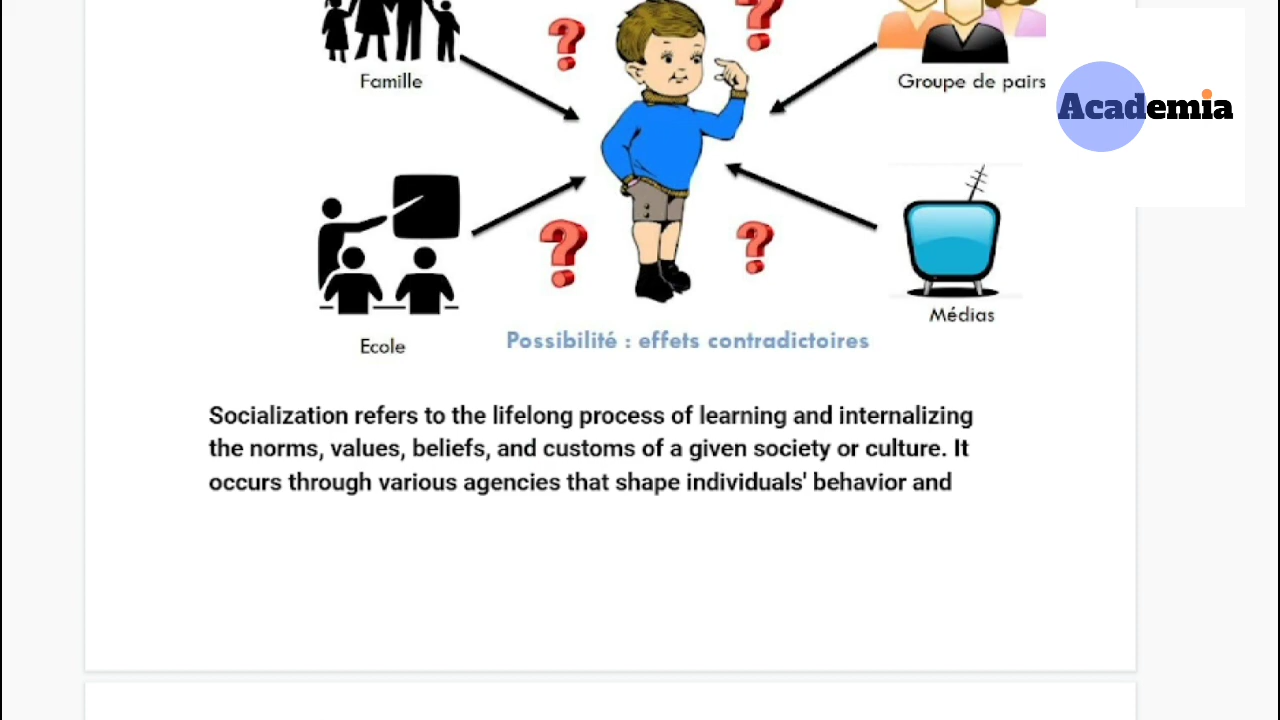 Famille
Groupe de pairs
Academia
Ecole
Médias
Possibilité : effets contradictoires
Socialization refers to the lifelong process of learning and internalizing
the norms, values, beliefs, and customs of a given society or culture. It
occurs through various agencies that shape individuals' behavior and